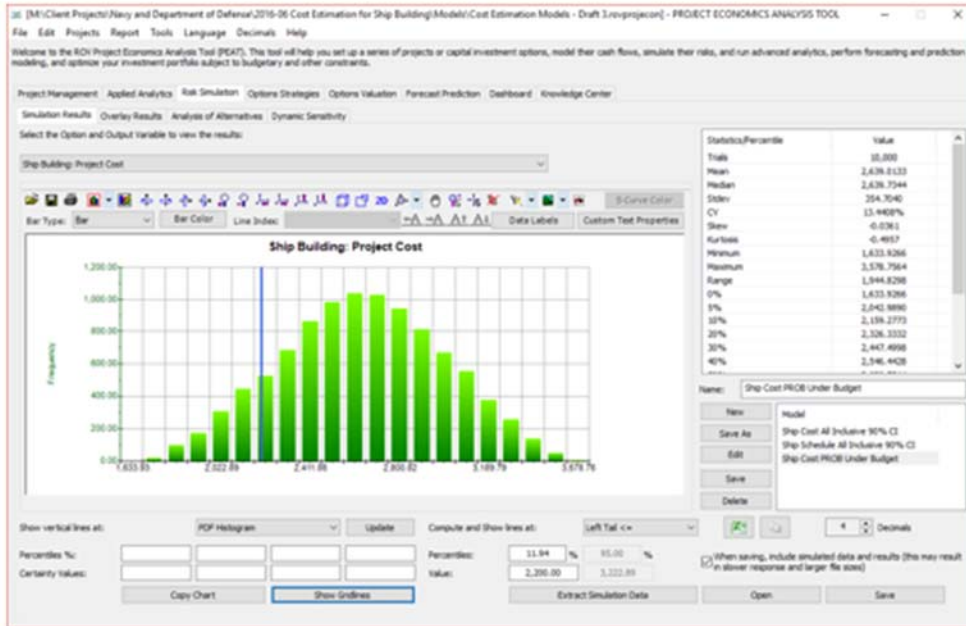 [M:\Client Projects\Navy and Department of Defense\2016-06 Cost Estimation for Ship Building\Models\Cost Estimation Models - Draft 3.rovprojecon] - PROJECT ECONOMICS ANALYSIS TOOL
File Edit Projects Report Tools Language Decimals Help
Welcome to the ROV Project Economics Analysis Tool (PEAT). This tool will help you set up a series of projects or capital investment options, model their cash flows, simulate their risks, and run advanced analytics, perform forecasting and prediction
modeling, and optimize your investment portfolio subject to budgetary and other constraints.
Project Management Applied Analytics Risk Simulation Options Strategies Options Valuation Forecast Prediction Dashboard Knowledge Center
Simulation Results Overlay Results Analysis of Alternatives Dynamic Sensitivity
Select the Option and Output Variable to view the results:
Ship Building: Project Cost
S-Curve Color
Bar Type: Bar Bar Color Line Index: Data Labels Custom Text Properties
Ship Building: Project Cost
Frequency
1,200.00
1,000.00
800.00
600.00
400.00
200.00
0.00
1,633.93 2,022.89 2,411.86 2,800.82 3,189.79 3,578.76
Statistics/Percentile Value
Trials 10,000
Mean 2,639.0133
Median 2,639.7344
Stdev 354.7040
CV 13.4408%
Skew -0.0361
Kurtosis -0.4957
Minimum 1,633.9266
Maximum 3,578.7564
Range 1,944.8298
0% 1,633.9266
5% 2,042.9890
10% 2,159.2773
20% 2,326.3332
30% 2,447.4998
40% 2,546.4428
Name: Ship Cost PROB Under Budget
New
Save As
Edit
Save
Delete
Model
Ship Cost All Inclusive 90% CI
Ship Schedule All Inclusive 90% CI
Ship Cost PROB Under Budget
Show vertical lines at: PDF Histogram Update Compute and Show lines at: Left Tail <= 4 Decimals
Percentiles %: Percentiles: 11.94 % 95.00 %
Certainty Values: Value: 2,200.00 3,222.89
When saving, include simulated data and results (this may result
in slower response and larger file sizes)
Copy Chart Show Gridlines Extract Simulation Data Open Save